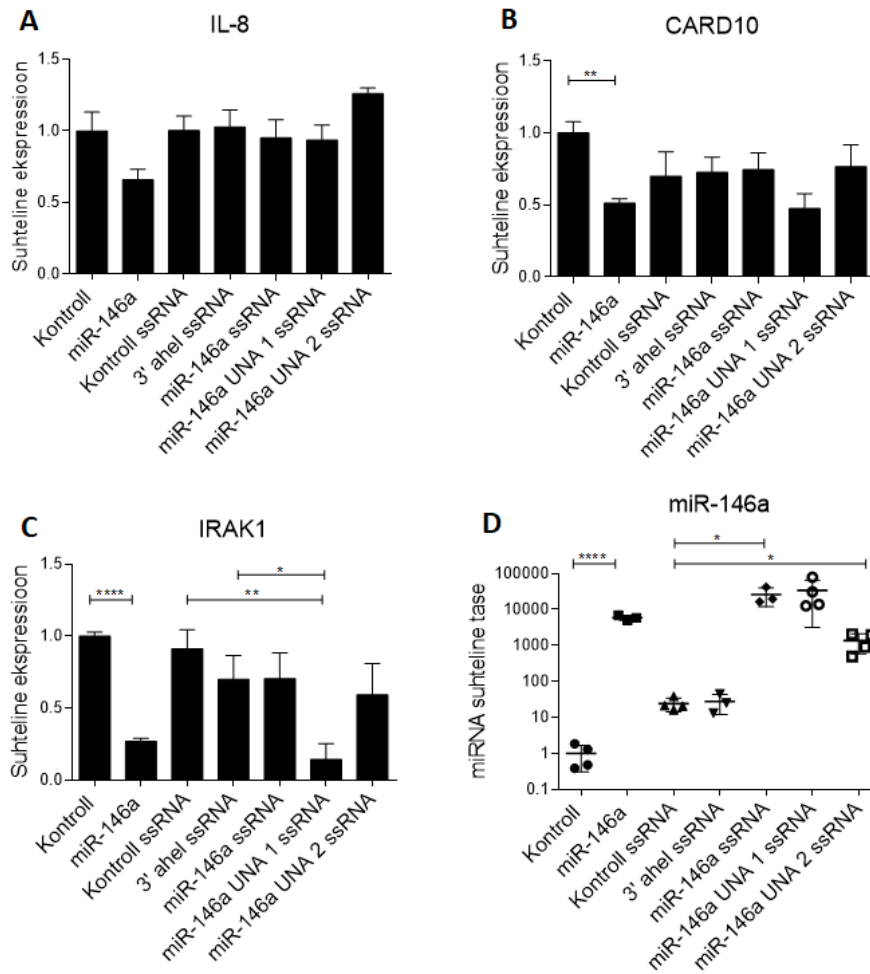 A
IL-8
Suhteline ekspressioon
1.5
1.0
0.5
0.0
Kontroll
miR-146a
Kontroll ssRNA
3' ahel ssRNA
miR-146a ssRNA
miR-146a UNA 1 ssRNA
miR-146a UNA 2 ssRNA
B
CARD10
Suhteline ekspressioon
1.5
1.0
0.5
0.0
**
Kontroll
miR-146a
Kontroll ssRNA
3' ahel ssRNA
miR-146a ssRNA
miR-146a UNA 1 ssRNA
miR-146a UNA 2 ssRNA
C
IRAK1
Suhteline ekspressioon
1.5
1.0
0.5
0.0
****
*
**
Kontroll
miR-146a
Kontroll ssRNA
3' ahel ssRNA
miR-146a ssRNA
miR-146a UNA 1 ssRNA
miR-146a UNA 2 ssRNA
D
miR-146a
miRNA suhteline tase
100000
10000
1000
100
10
1
0.1
****
*
*
Kontroll
miR-146a
Kontroll ssRNA
3' ahel ssRNA
miR-146a ssRNA
miR-146a UNA 1 ssRNA
miR-146a UNA 2 ssRNA